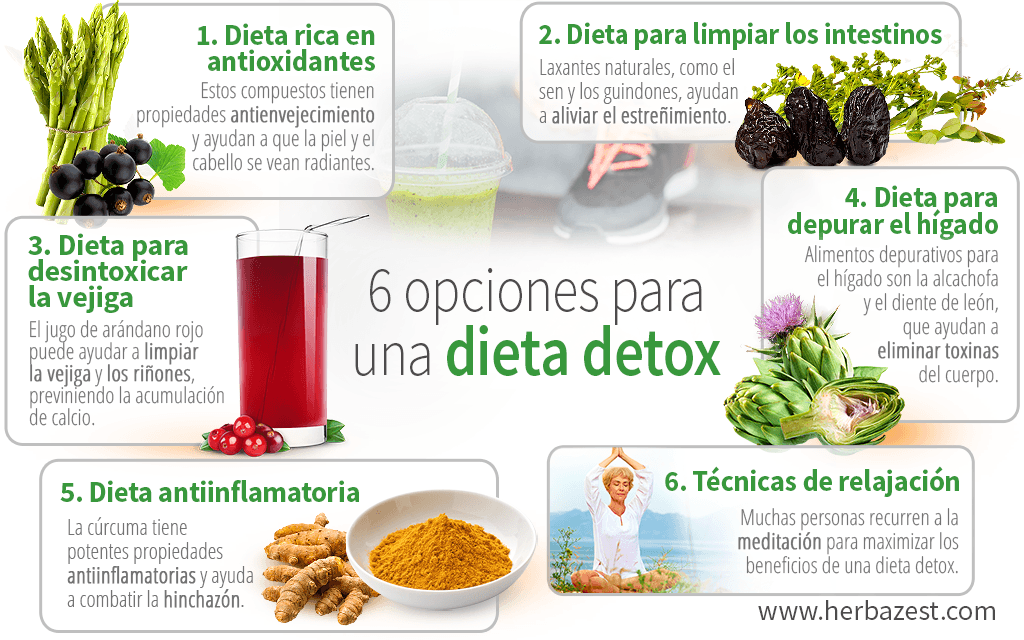 1. Dieta rica en
antioxidantes
Estos compuestos tienen
propiedades antienvejecimiento
y ayudan a que la piel y el
cabello se vean radiantes.
2. Dieta para limpiar los intestinos
Laxantes naturales, como el
sen y los guindones, ayudan
a aliviar el estreñimiento.
3. Dieta para
desintoxicar
la vejiga
El jugo de arándano rojo
puede ayudar a limpiar
la vejiga y los riñones,
previniendo la acumulación
de calcio.
6 opciones para
una dieta detox
4. Dieta para
depurar el hígado
Alimentos depurativos para
el hígado son la alcachofa
y el diente de león,
que ayudan a
eliminar toxinas
del cuerpo.
5. Dieta antiinflamatoria
La cúrcuma tiene
potentes propiedades
antiinflamatorias y ayuda
a combatir la hinchazón.
6. Técnicas de relajación
Muchas personas recurren a la
meditación para maximizar los
beneficios de una dieta detox.
www.herbazest.com